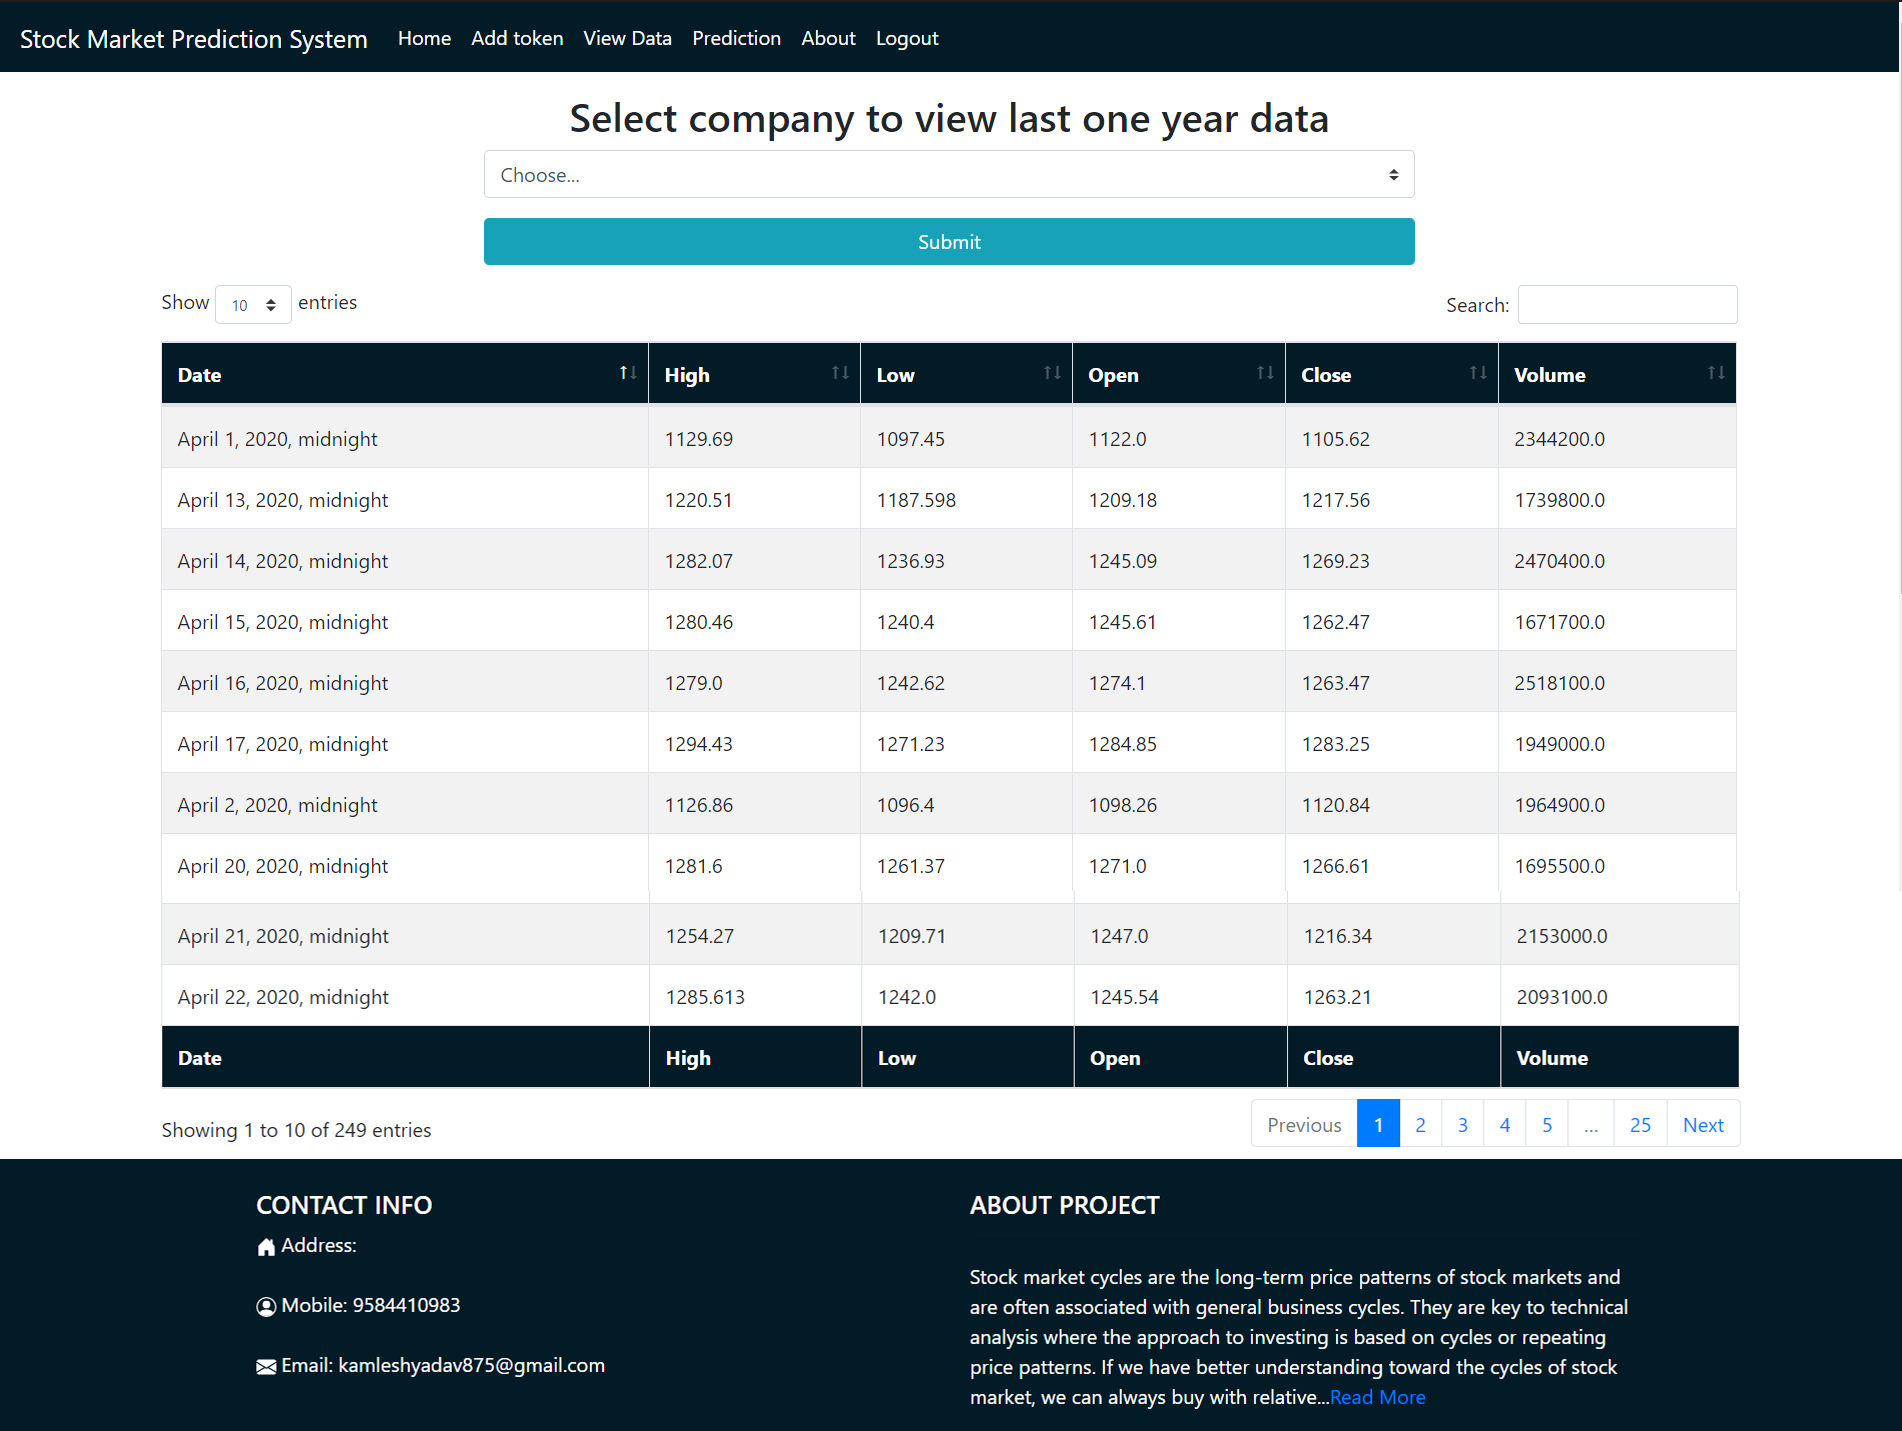 Stock Market Prediction System Home Add token View Data Prediction About Logout
Select company to view last one year data
Choose...
Submit
Show 10 entries Search:
Date High Low Open Close Volume
April 1, 2020, midnight 1129.69 1097.45 1122.0 1105.62 2344200.0
April 13, 2020, midnight 1220.51 1187.598 1209.18 1217.56 1739800.0
April 14, 2020, midnight 1282.07 1236.93 1245.09 1269.23 2470400.0
April 15, 2020, midnight 1280.46 1240.4 1245.61 1262.47 1671700.0
April 16, 2020, midnight 1279.0 1242.62 1274.1 1263.47 2518100.0
April 17, 2020, midnight 1294.43 1271.23 1284.85 1283.25 1949000.0
April 2, 2020, midnight 1126.86 1096.4 1098.26 1120.84 1964900.0
April 20, 2020, midnight 1281.6 1261.37 1271.0 1266.61 1695500.0
April 21, 2020, midnight 1254.27 1209.71 1247.0 1216.34 2153000.0
April 22, 2020, midnight 1285.613 1242.0 1245.54 1263.21 2093100.0
Date High Low Open Close Volume
Showing 1 to 10 of 249 entries Previous 1 2 3 4 5 ... 25 Next
CONTACT INFO
Address:
Mobile: 9584410983
Email: kamleshyadav875@gmail.com
ABOUT PROJECT
Stock market cycles are the long-term price patterns of stock markets and
are often associated with general business cycles. They are key to technical
analysis where the approach to investing is based on cycles or repeating
price patterns. If we have better understanding toward the cycles of stock
market, we can always buy with relative...Read More